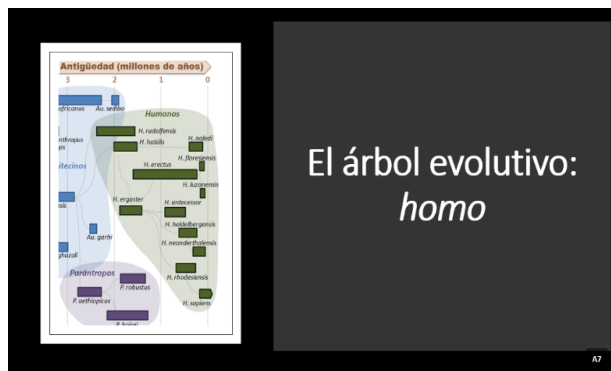 Antigüedad (millones de años)
3 2 1 0
africanus Au. sediba
Humanos
H. rudolfensis
H. habilis
H. naledi
H. floresiensis
H. erectus
H. luzonensis
H. ergaster
H. antecessor
H. heidelbergensis
H. neanderthalensis
H. rhodesiensis
H. sapiens
Au. garhi
Parántropos
P. robustus
P. aethiopicus
P. boisei
El árbol evolutivo:
homo
A7